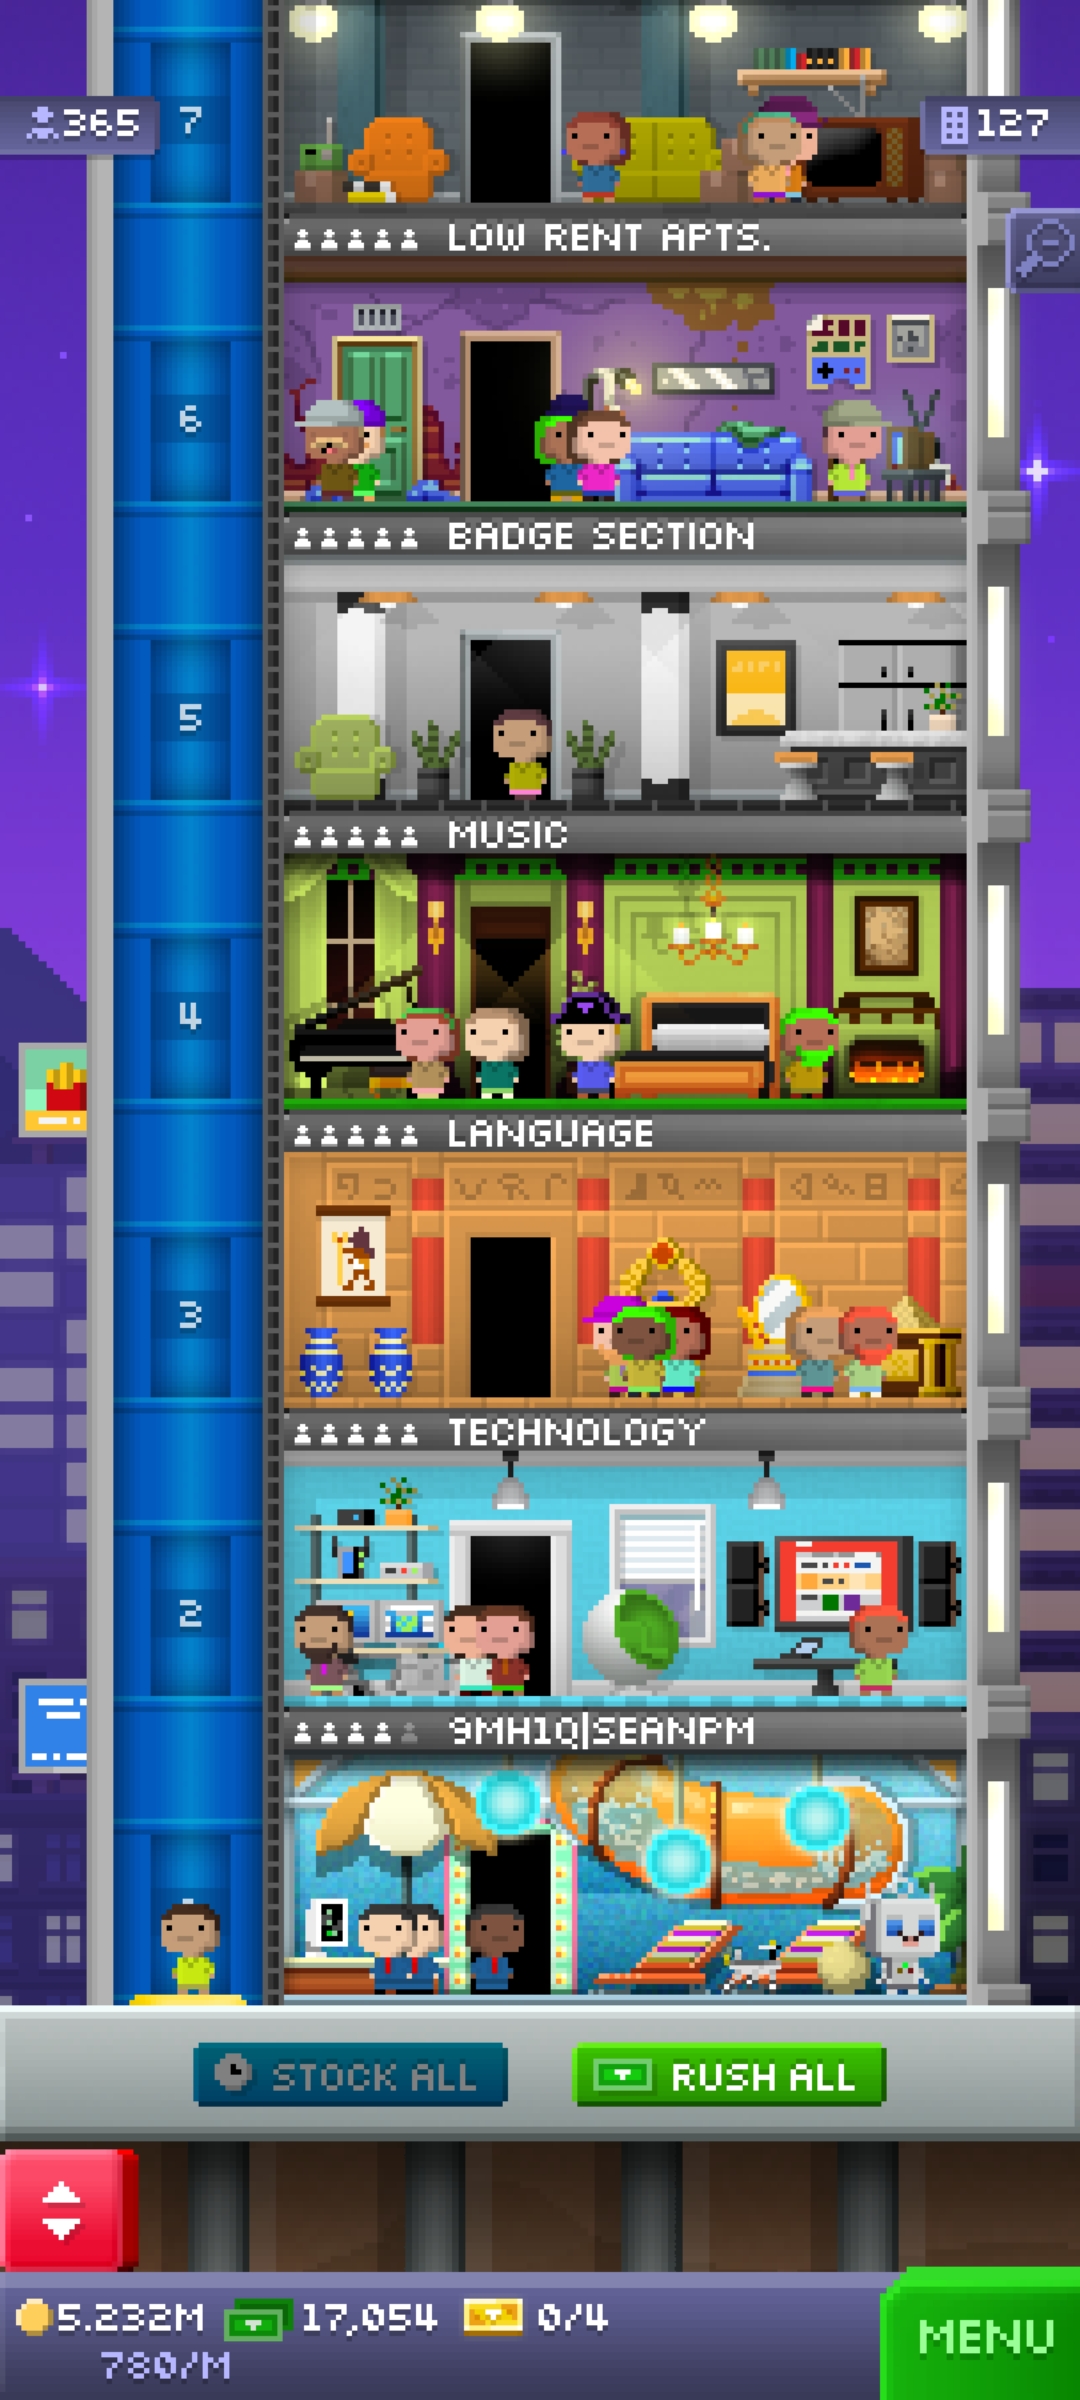 365
7
127
LOW RENT APTS.
6
BADGE SECTION
5
MUSIC
4
LANGUAGE
3
TECHNOLOGY
2
9MH1Q|SEANPM
STOCK ALL
RUSH ALL
5.232M
17,054
0/4
780/M
MENU